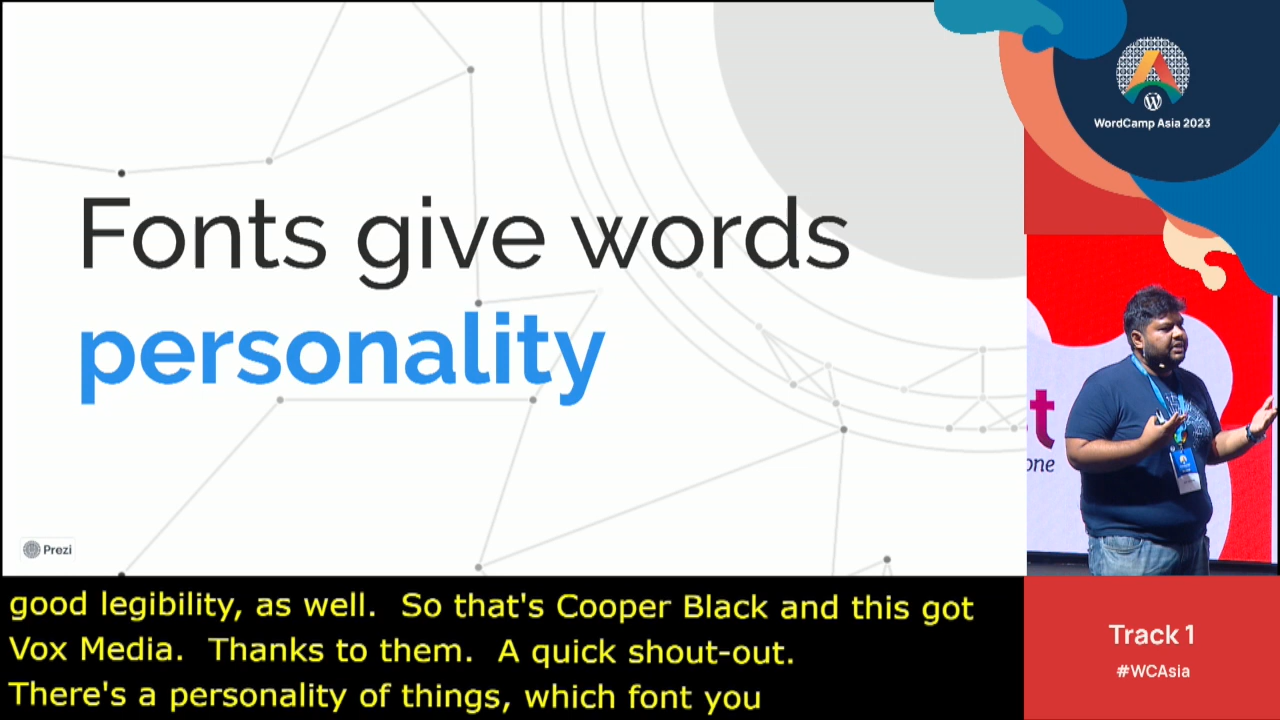 Fonts give words
personality
Prezi
WordCamp Asia 2023
t
one
good legibility, as well.  So that's Cooper Black and this got
Vox Media.  Thanks to them.  A quick shout-out.
There's a personality of things, which font you
Track 1
#WCAsia